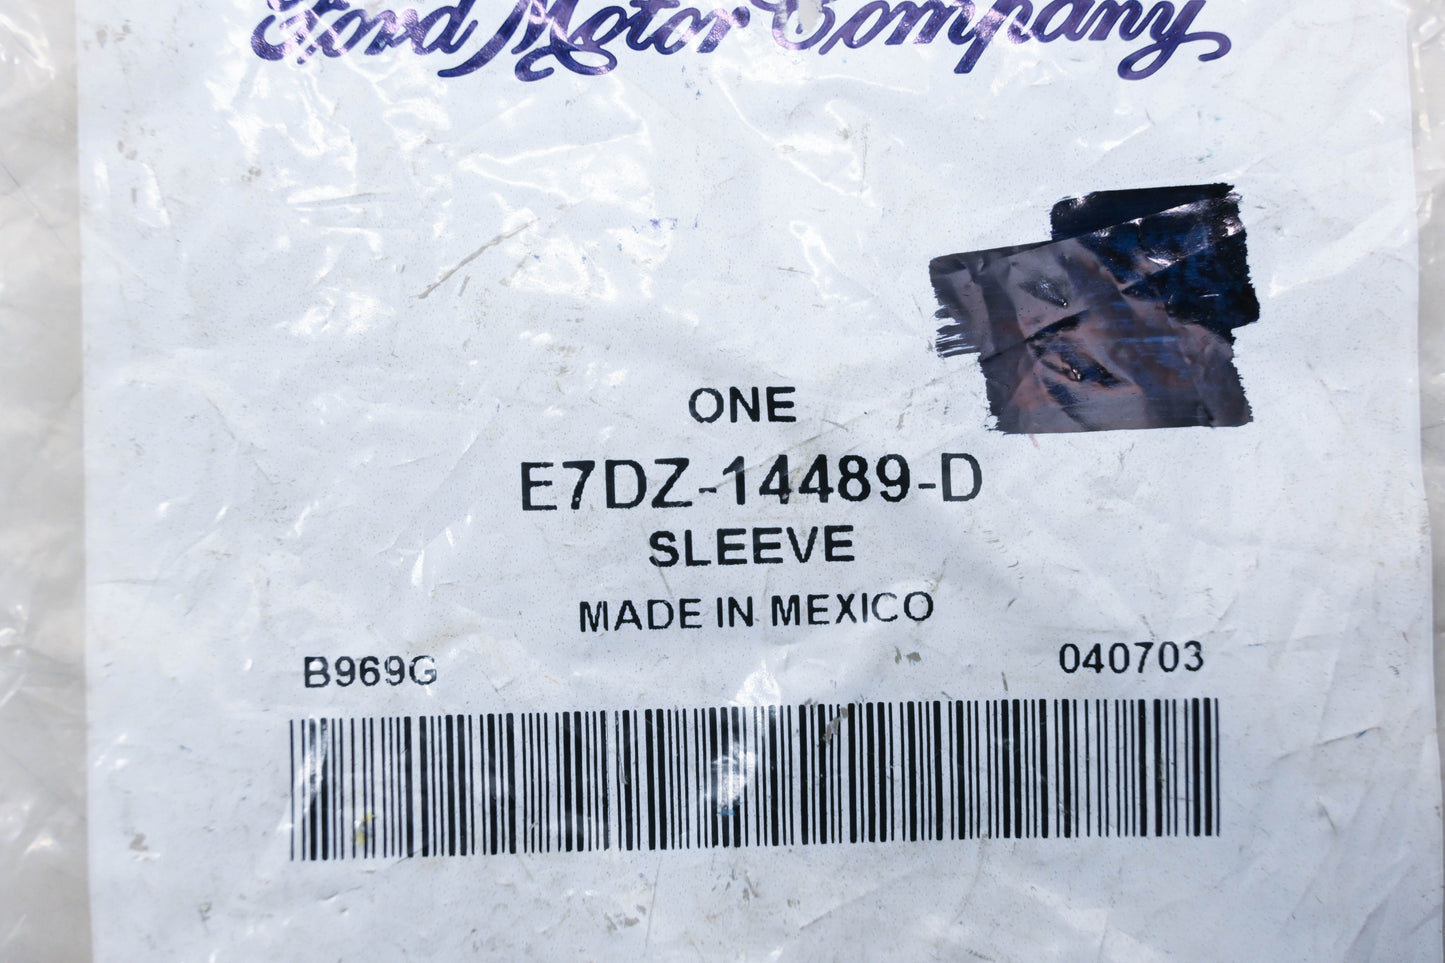 Ford Motor Company
ONE
E7DZ-14489-D
SLEEVE
MADE IN MEXICO
B969G 040703